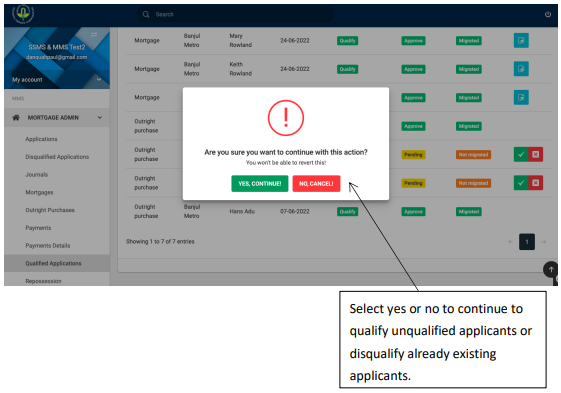 Search
SSMS & MMS Test2
danquahpaul@gmail.com
My account
MMS
MORTGAGE ADMIN
Applications
Disqualified Applications
Journals
Mortgages
Outright Purchases
Payments
Payments Details
Qualified Applications
Repossession
Mortgage Banjul Metro Mary Rowland 24-06-2022 Qualify Approve Migrated
Mortgage Banjul Metro Keith Rowland 24-06-2022 Qualify Approve Migrated
Mortgage Approve Migrated
Outright purchase
Outright purchase Pending Not migrated
Outright purchase Pending Not migrated
Outright purchase Banjul Metro Hans Adu 07-06-2022 Qualify Approve Migrated
Showing 1 to 7 of 7 entries
1
!
Are you sure you want to continue with this action?
You won't be able to revert this!
YES, CONTINUE!
NO, CANCEL!
Select yes or no to continue to
qualify unqualified applicants or
disqualify already existing
applicants.